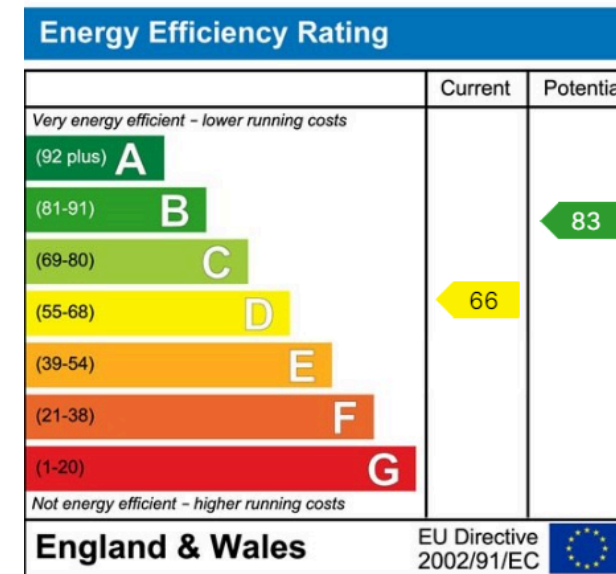 Energy Efficiency Rating
Current Potentia
Very energy efficient – lower running costs
(92 plus) A
(81-91) B
83
(69-80) C
(55-68) D
66
(39-54) E
(21-38) F
(1-20) G
Not energy efficient – higher running costs
England & Wales
EU Directive
2002/91/EC